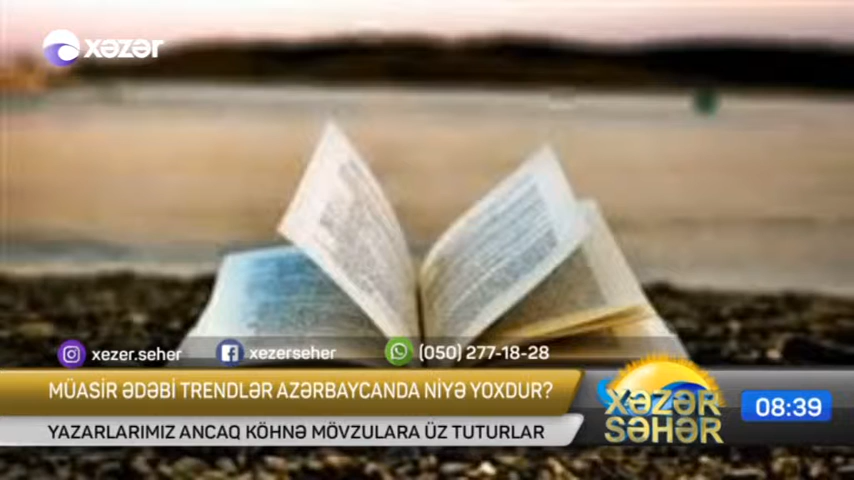 xəzər
xezer.seher
xezerseher
(050) 277-18-28
MÜASİR ƏDƏBİ TRENDLƏR AZƏRBAYCANDA NİYƏ YOXDUR?
YAZARLARIMIZ ANCAQ KÖHNƏ MÖVZULARA ÜZ TUTURLAR
XƏZƏR
SƏHƏR
08:39